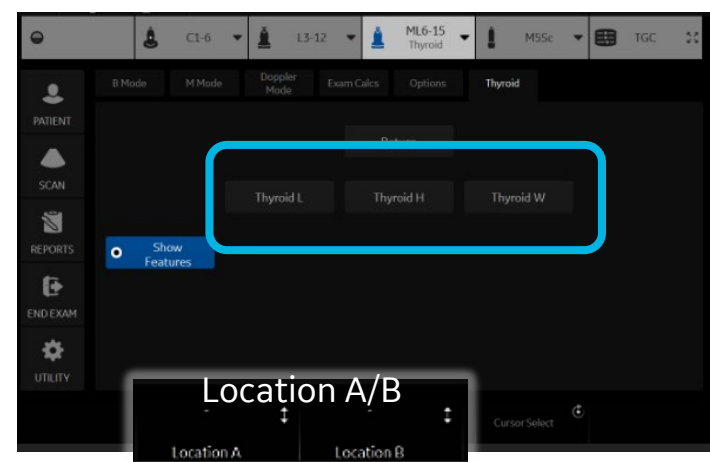 C1-6
L3-12
ML6-15
Thyroid
M5Sc
TGC
B Mode
M Mode
Doppler
Mode
Exam Calcs
Options
Thyroid
PATIENT
SCAN
REPORTS
END EXAM
UTILITY
Thyroid L
Thyroid H
Thyroid W
Show
Features
Location A/B
Location A
Location B
Cursor Select